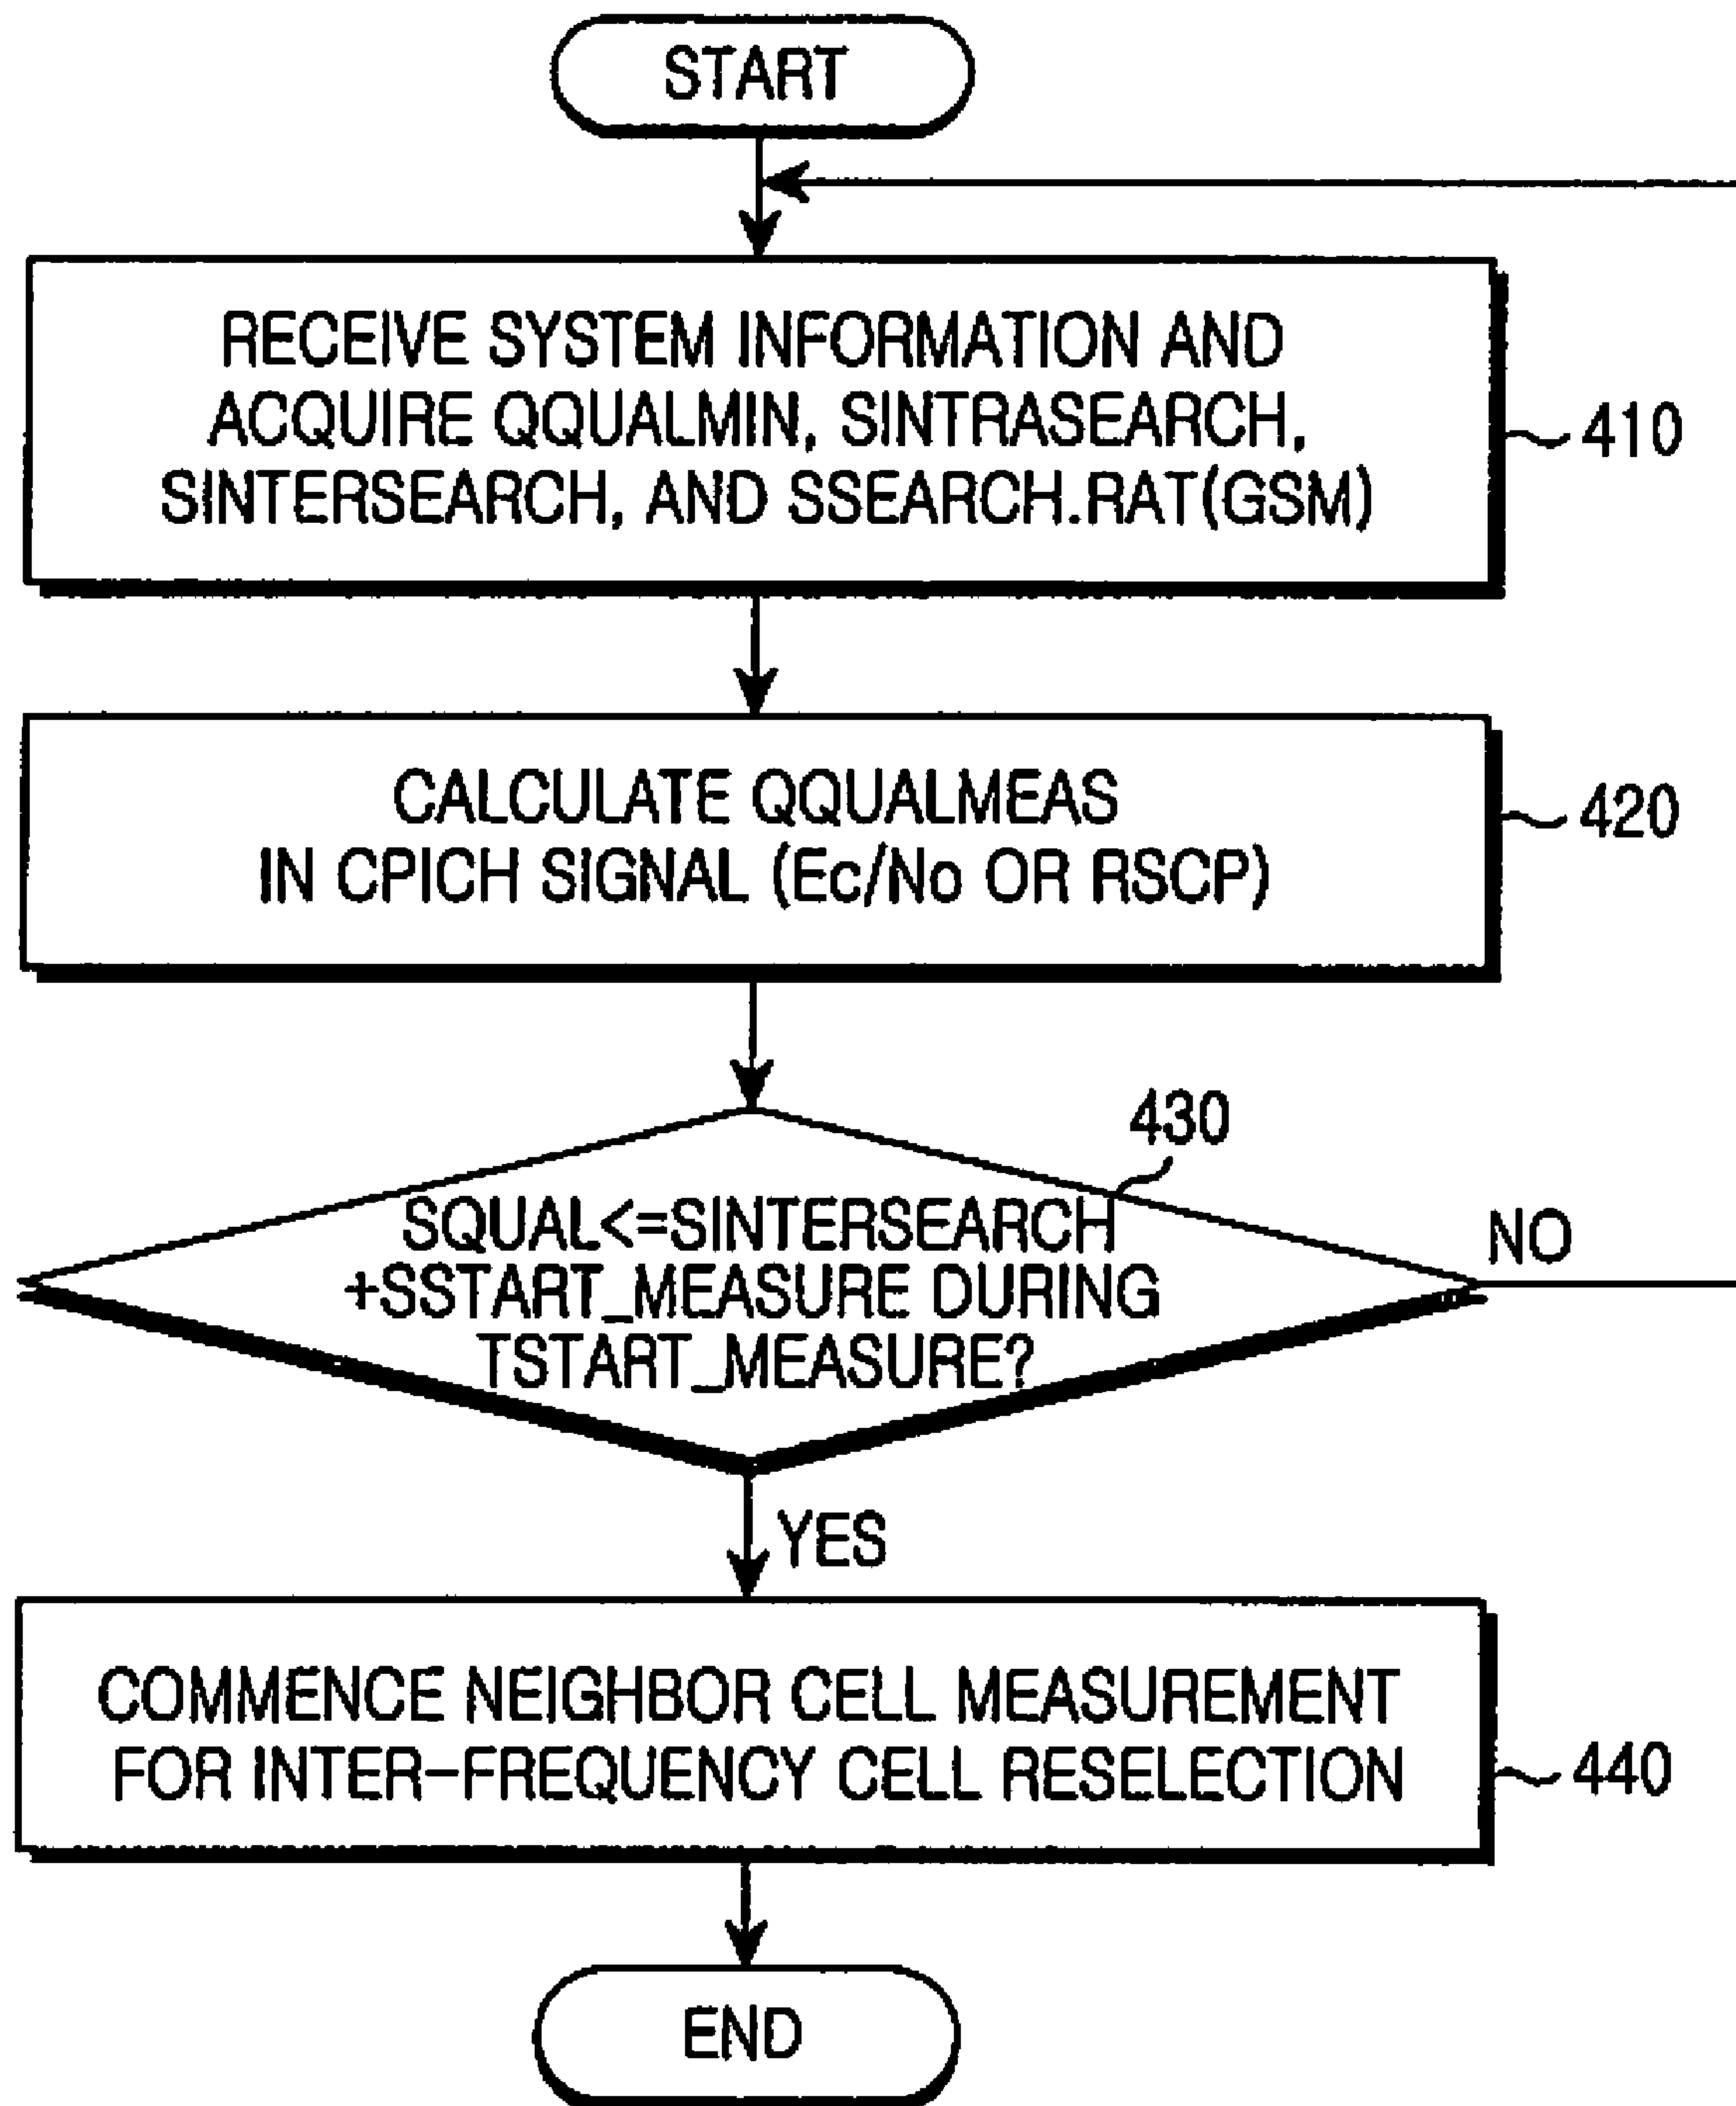 START
RECEIVE SYSTEM INFORMATION AND
ACQUIRE QQUALMIN, SINTRASEARCH,
SINTERSEARCH, AND SSEARCH.RAT(GSM)
410
CALCULATE QQUALMEAS
IN CPICH SIGNAL (Ec/No OR RSCP)
420
430
SQUAL<=SINTERSEARCH
+SSTART_MEASURE DURING
TSTART_MEASURE?
NO
YES
COMMENCE NEIGHBOR CELL MEASUREMENT
FOR INTER-FREQUENCY CELL RESELECTION
440
END